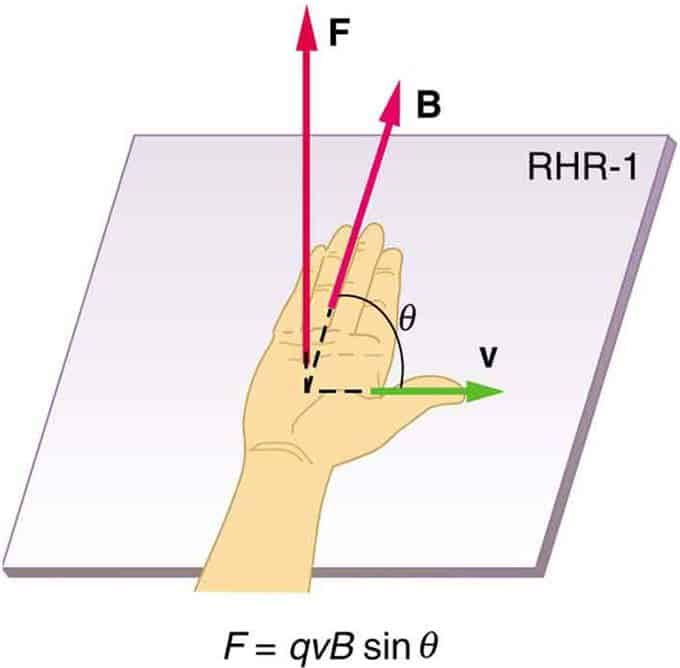 F
B
RHR-1
θ
v
F = qvB sin θ